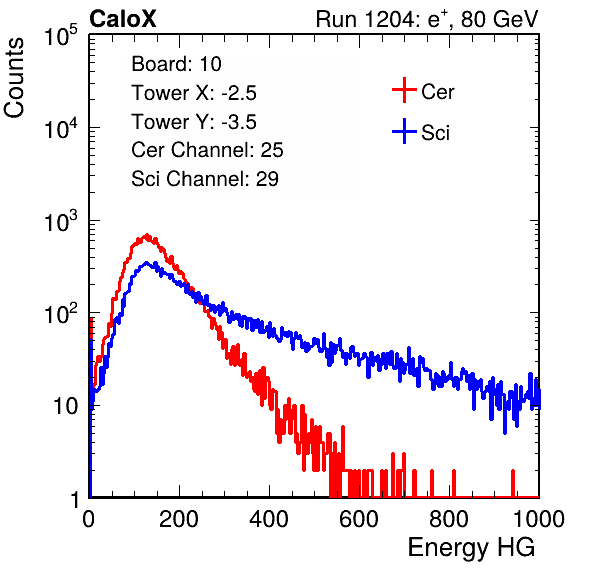 CaloX Run 1204: e⁺, 80 GeV
Counts
10⁵
10⁴
10³
10²
10
1
Board: 10
Tower X: -2.5
Tower Y: -3.5
Cer Channel: 25
Sci Channel: 29
Cer
Sci
0 200 400 600 800 1000
Energy HG